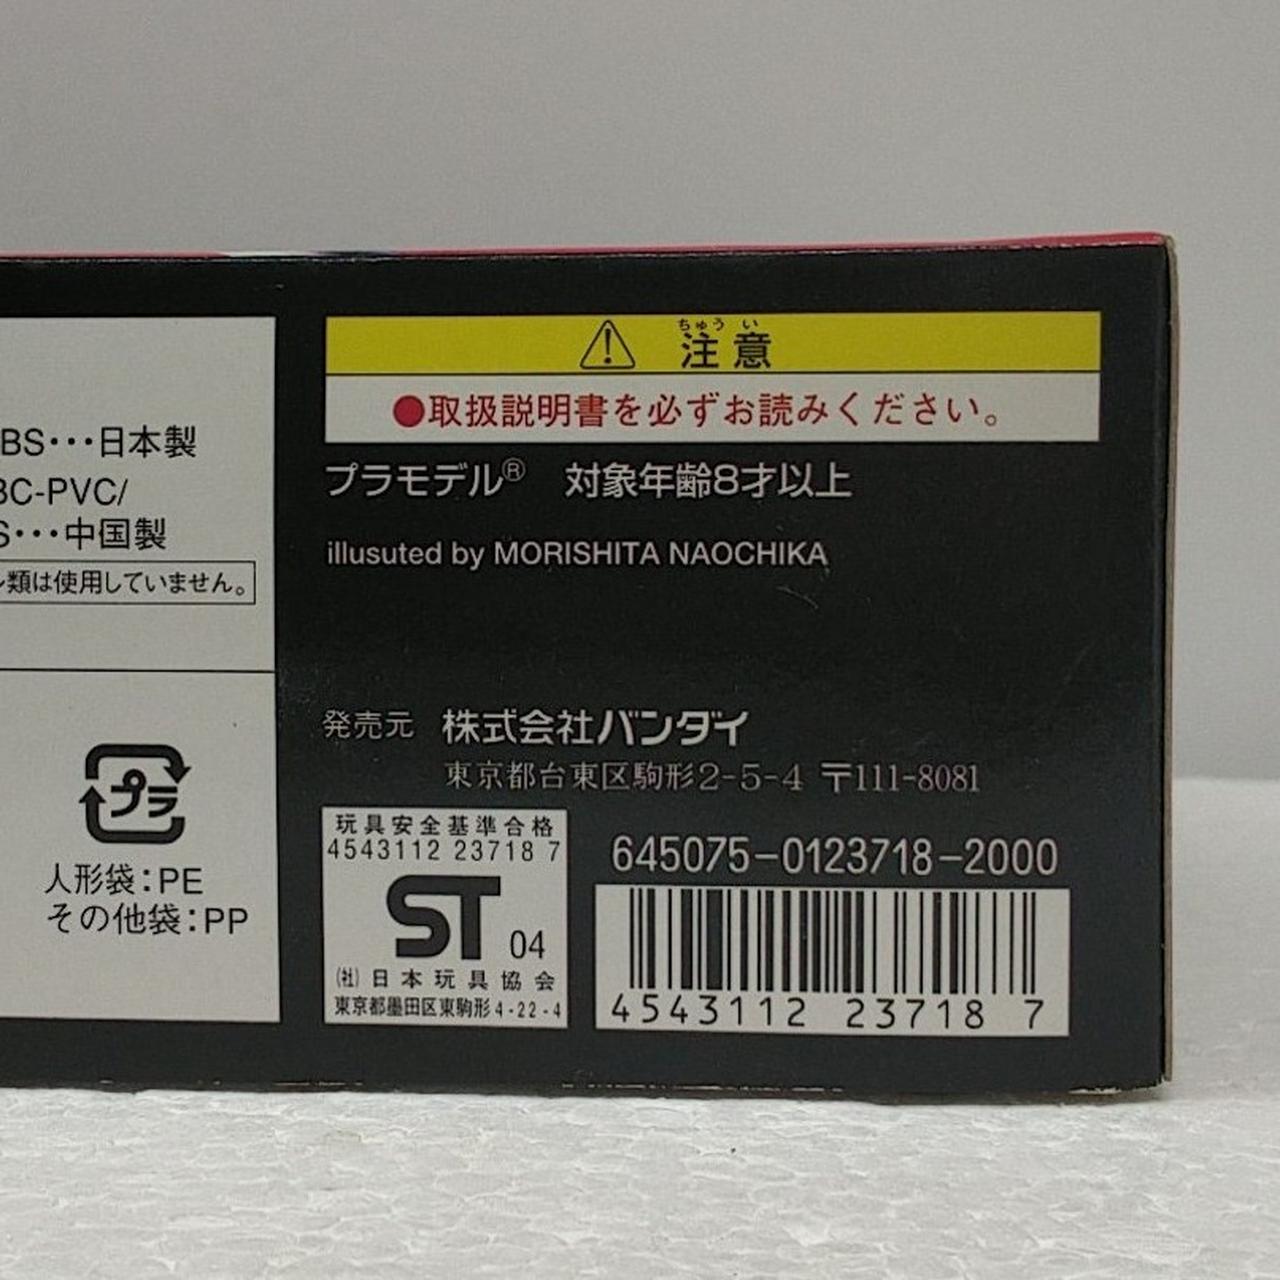 BS･･･日本製
BC-PVC/
S･･･中国製
類は使用していません。
プラ
人形袋：PE
その他袋：PP
ちゅうい
注意
●取扱説明書を必ずお読みください。
プラモデル® 対象年齢8才以上
illusuted by MORISHITA NAOCHIKA
発売元 株式会社バンダイ
東京都台東区駒形2-5-4 〒111-8081
玩具安全基準合格
4543112 23718 7
ST 04
(社)日本玩具協会
東京都墨田区東駒形4-22-4
645075-0123718-2000
4543112 23718 7